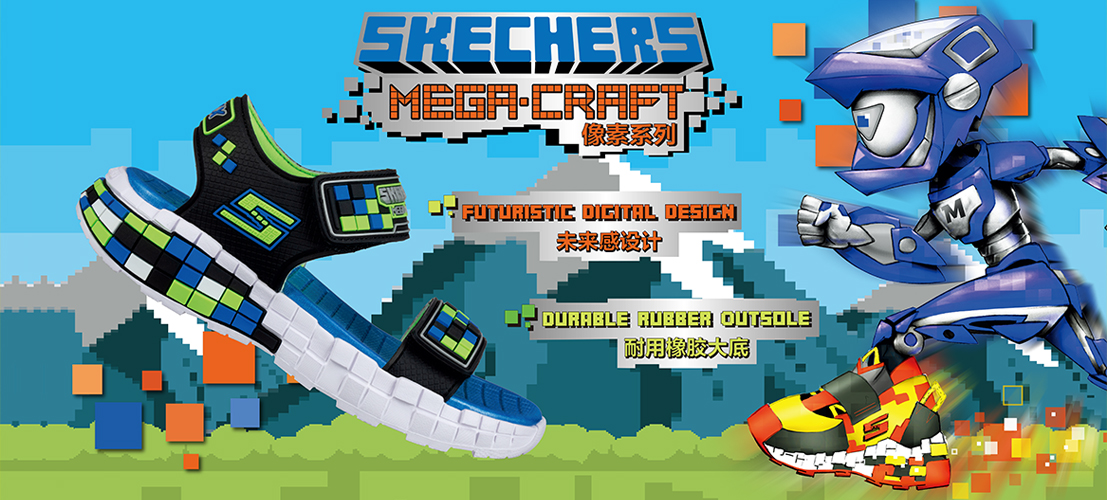 SKECHERS
MEGA·CRAFT
像素系列
FUTURISTIC DIGITAL DESIGN
未来感设计
DURABLE RUBBER OUTSOLE
耐用橡胶大底
M
S
S